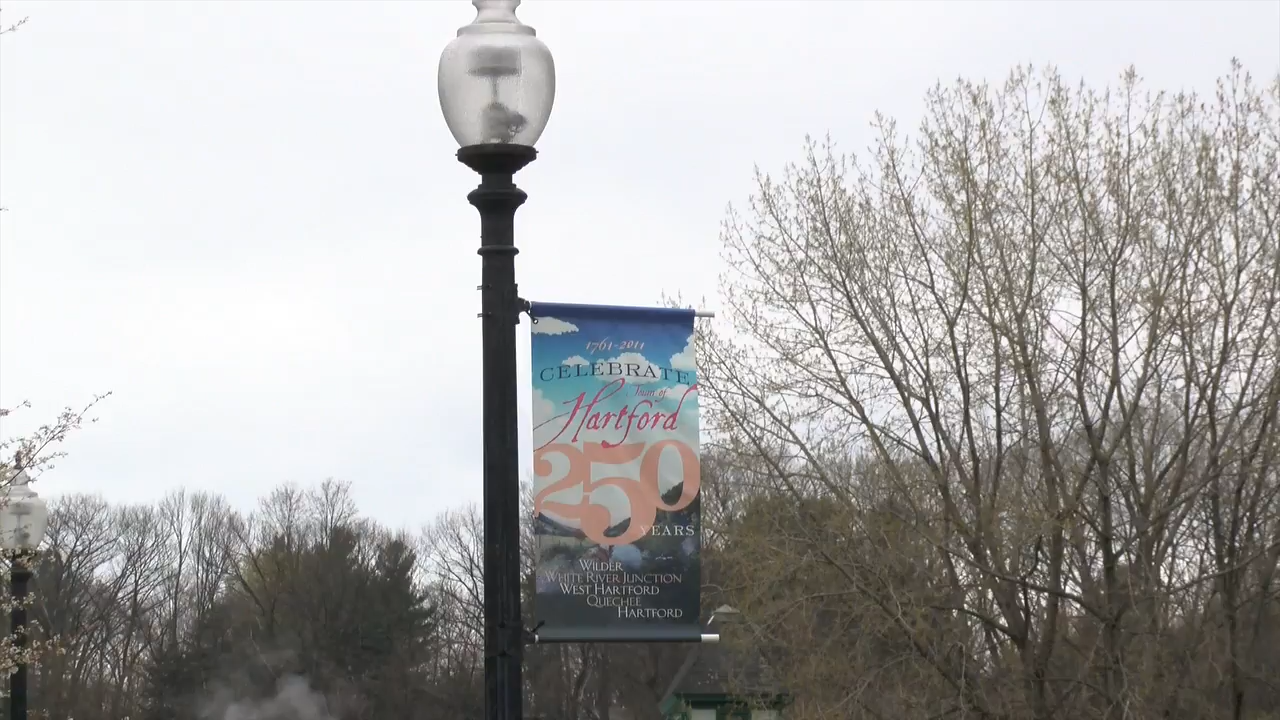 1761-2011
CELEBRATE
Town of
Hartford
250
YEARS
WILDER
WHITE RIVER JUNCTION
WEST HARTFORD
QUECHEE
HARTFORD